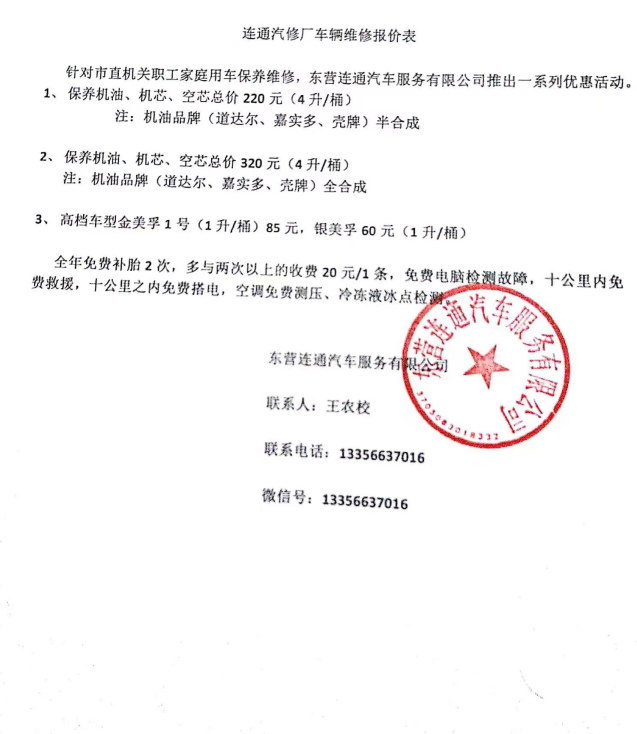 连通汽修厂车辆维修报价表
针对市直机关职工家庭用车保养维修，东营连通汽车服务有限公司推出一系列优惠活动。
1、保养机油、机芯、空芯总价 220 元（4 升/桶）
注：机油品牌（道达尔、嘉实多、壳牌）半合成
2、保养机油、机芯、空芯总价 320 元（4 升/桶）
注：机油品牌（道达尔、嘉实多、壳牌）全合成
3、高档车型金美孚 1 号（1 升/桶）85 元，银美孚 60 元（1 升/桶）
全年免费补胎 2 次，多与两次以上的收费 20 元/1 条，免费电脑检测故障，十公里内免
费救援，十公里之内免费搭电，空调免费测压、冷冻液冰点检测。
东营连通汽车服务有限公司
东营连通汽车服务有限公司
3705083018332
联系人：王农校
联系电话：13356637016
微信号：13356637016